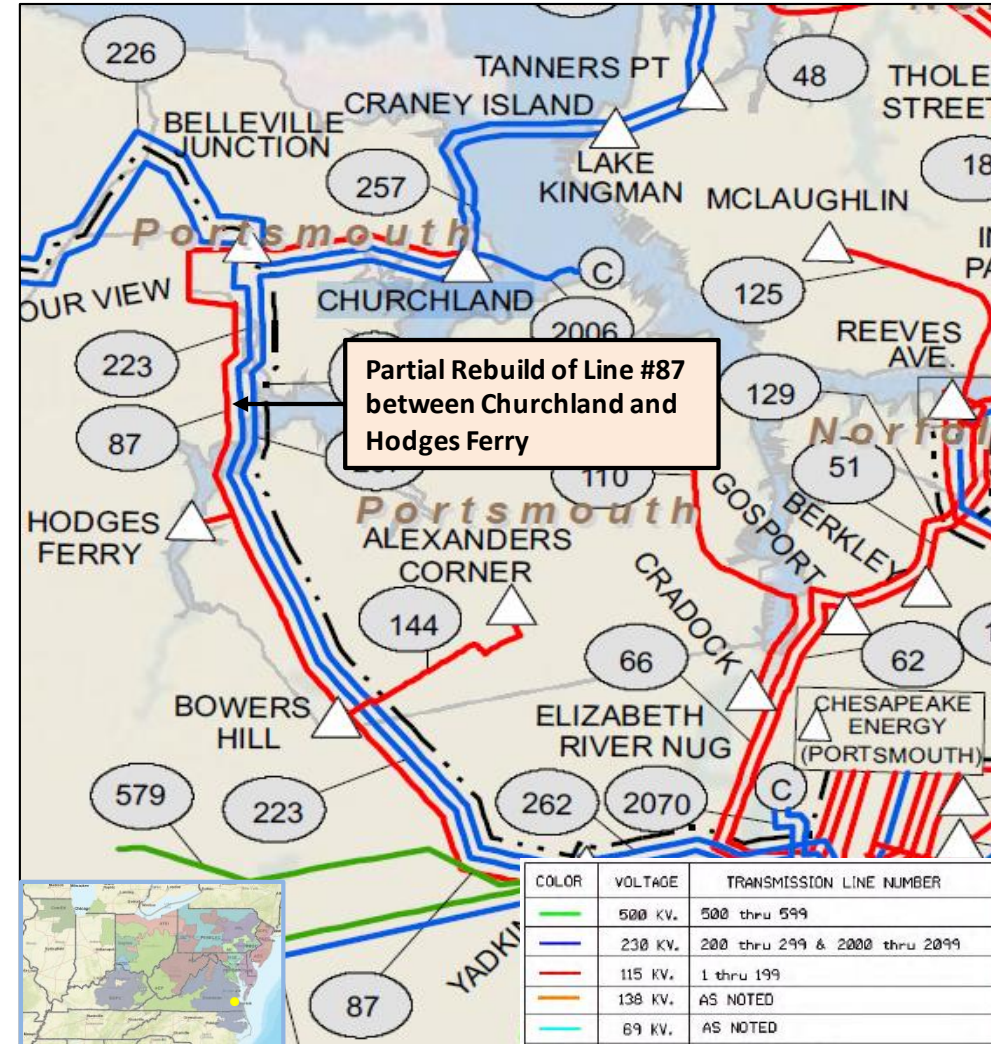 226
48
TANNERS PT
THOLE
STREET
CRANEY ISLAND
BELLEVILLE
JUNCTION
LAKE
KINGMAN
257
18
MCLAUGHLIN
Portsmouth
C
OUR VIEW
CHURCHLAND
125
2006
REEVES
AVE.
223
Partial Rebuild of Line #87
between Churchland and
Hodges Ferry
129
87
Norfol
51
110
GOSPORT
BERKLEY
Portsmouth
HODGES
FERRY
ALEXANDERS
CORNER
CRADOCK
144
66
62
BOWERS
HILL
ELIZABETH
RIVER NUG
CHESAPEAKE
ENERGY
(PORTSMOUTH)
579
223
262
2070
C
YADKIN
87
COLOR VOLTAGE TRANSMISSION LINE NUMBER
500 KV. 500 thru 599
230 KV. 200 thru 299 & 2000 thru 2099
115 KV. 1 thru 199
138 KV. AS NOTED
69 KV. AS NOTED